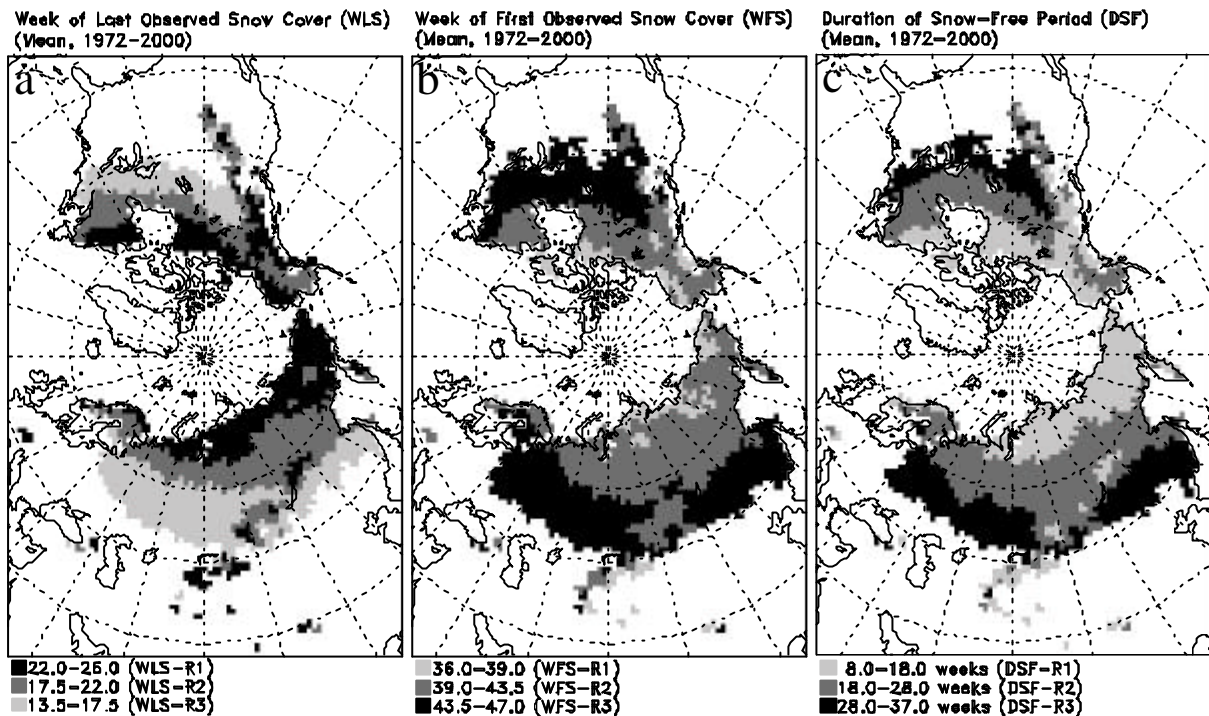 Week of Last Observed Snow Cover (WLS)
(Mean, 1972-2000)
a
22.0-26.0 (WLS-R1)
17.5-22.0 (WLS-R2)
13.5-17.5 (WLS-R3)
Week of First Observed Snow Cover (WFS)
(Mean, 1972-2000)
b
36.0-39.0 (WFS-R1)
39.0-43.5 (WFS-R2)
43.5-47.0 (WFS-R3)
Duration of Snow-Free Period (DSF)
(Mean, 1972-2000)
c
8.0-18.0 weeks (DSF-R1)
18.0-28.0 weeks (DSF-R2)
28.0-37.0 weeks (DSF-R3)